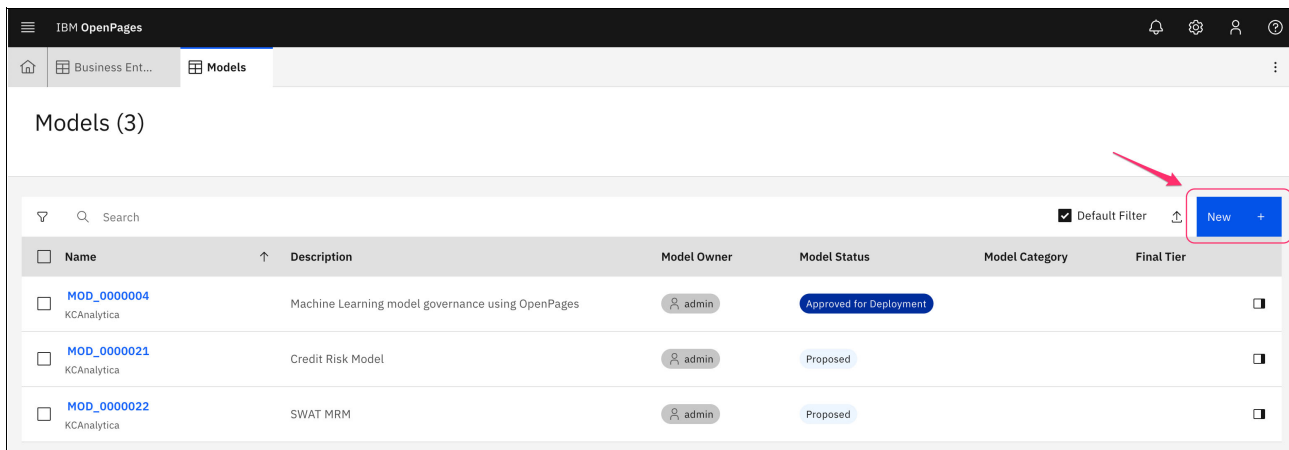 IBM OpenPages
Business Ent...
Models
Models (3)
Search
Default Filter
New +
Name Description Model Owner Model Status Model Category Final Tier
MOD_0000004
KCAnalytica
Machine Learning model governance using OpenPages
admin
Approved for Deployment
MOD_0000021
KCAnalytica
Credit Risk Model
admin
Proposed
MOD_0000022
KCAnalytica
SWAT MRM
admin
Proposed